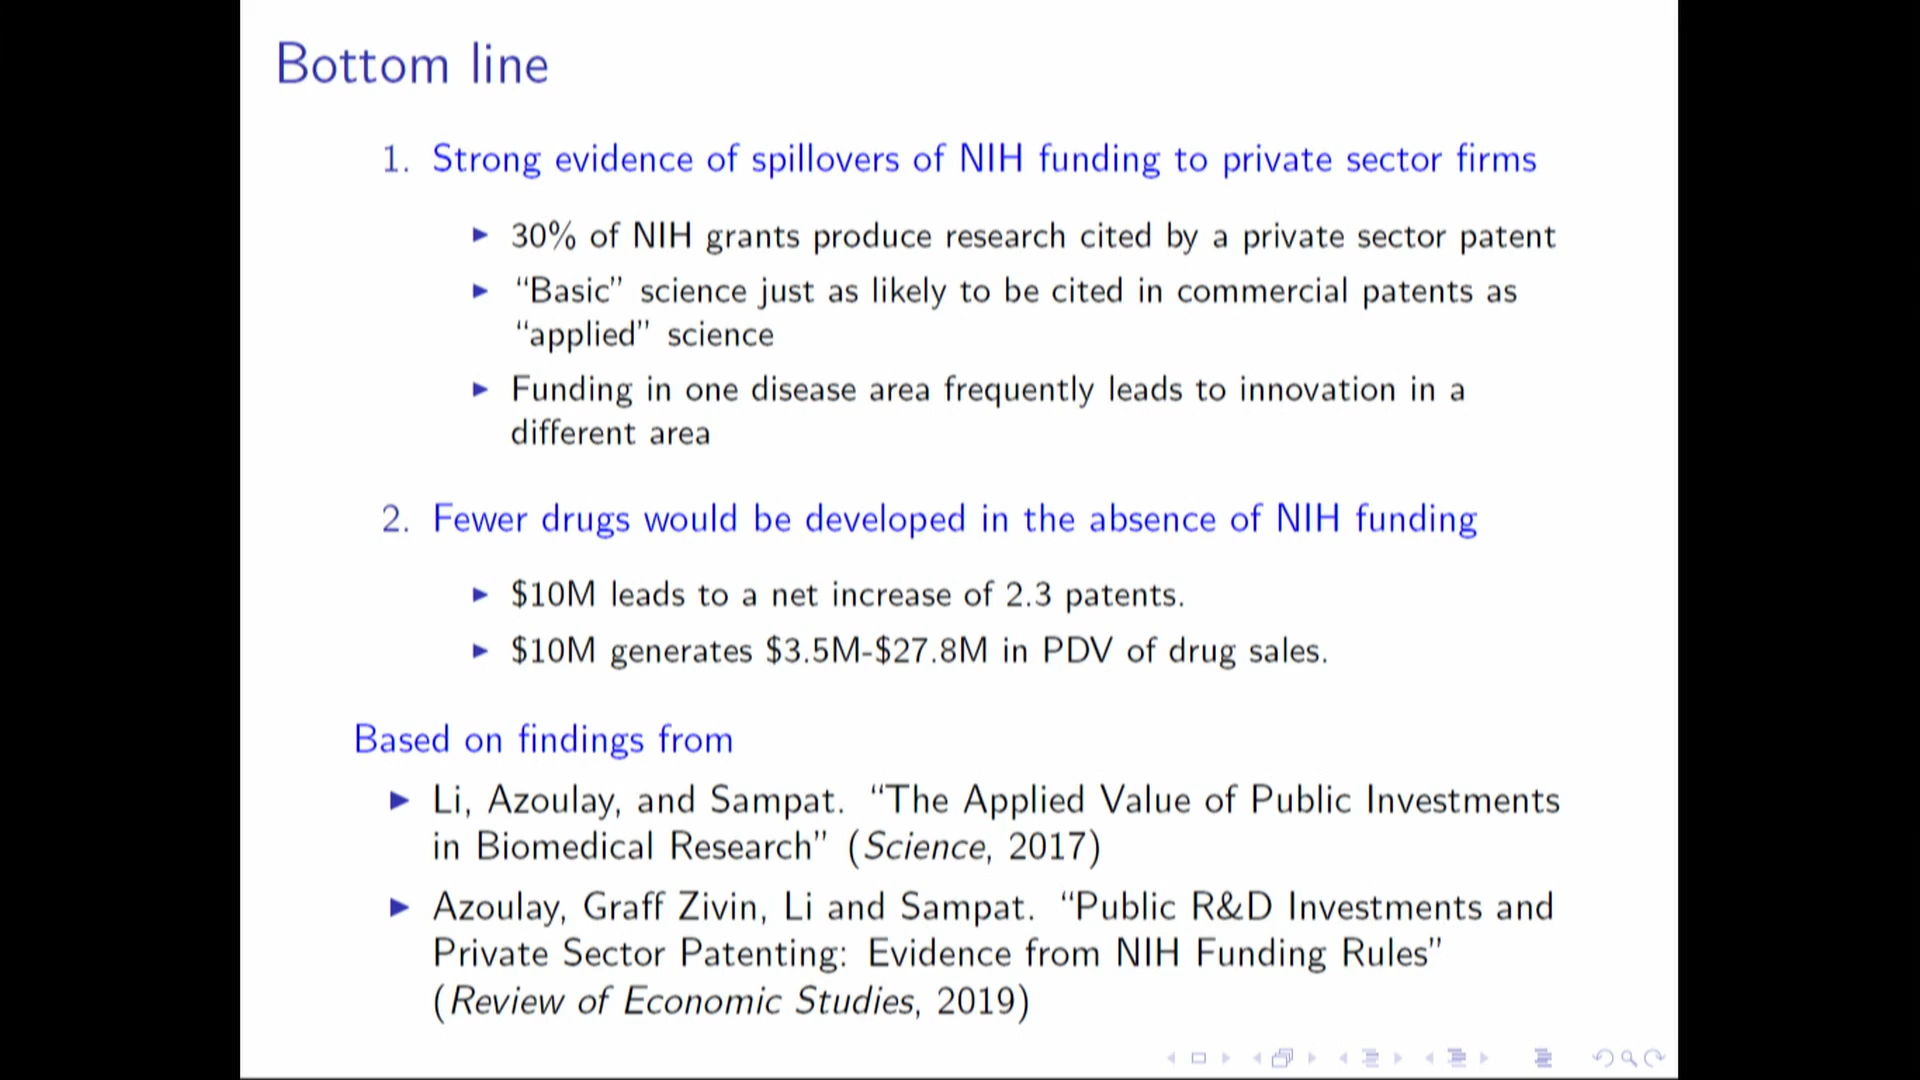 Bottom line
1. Strong evidence of spillovers of NIH funding to private sector firms
▶ 30% of NIH grants produce research cited by a private sector patent
▶ “Basic” science just as likely to be cited in commercial patents as
“applied” science
▶ Funding in one disease area frequently leads to innovation in a
different area
2. Fewer drugs would be developed in the absence of NIH funding
▶ $10M leads to a net increase of 2.3 patents.
▶ $10M generates $3.5M-$27.8M in PDV of drug sales.
Based on findings from
▶ Li, Azoulay, and Sampat. “The Applied Value of Public Investments
in Biomedical Research” (Science, 2017)
▶ Azoulay, Graff Zivin, Li and Sampat. “Public R&D Investments and
Private Sector Patenting: Evidence from NIH Funding Rules”
(Review of Economic Studies, 2019)